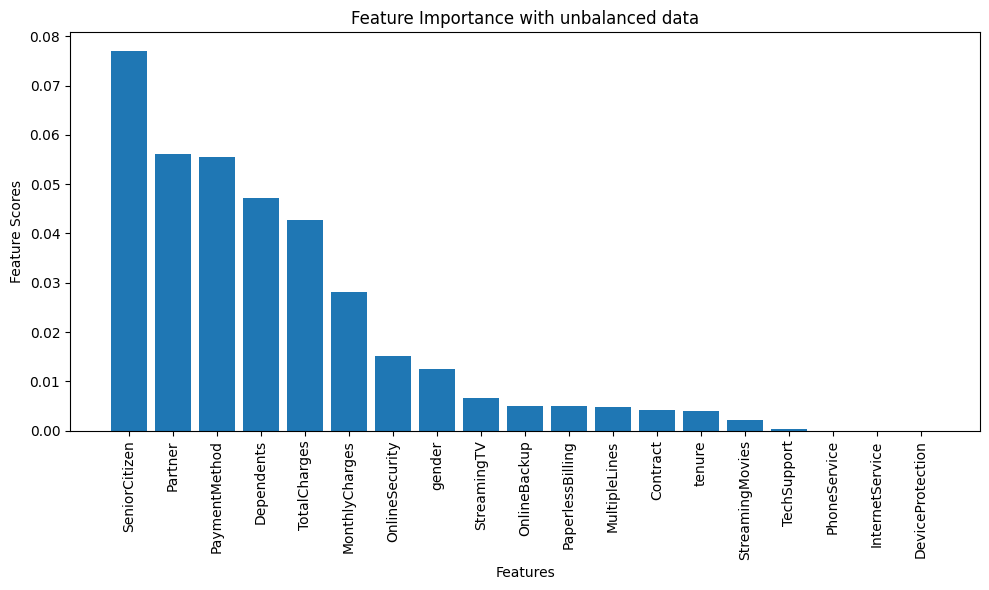 Feature Importance with unbalanced data
Feature Scores
0.08
0.07
0.06
0.05
0.04
0.03
0.02
0.01
0.00
SeniorCitizen
Partner
PaymentMethod
Dependents
TotalCharges
MonthlyCharges
OnlineSecurity
gender
StreamingTV
OnlineBackup
PaperlessBilling
MultipleLines
Contract
tenure
StreamingMovies
TechSupport
PhoneService
InternetService
DeviceProtection
Features